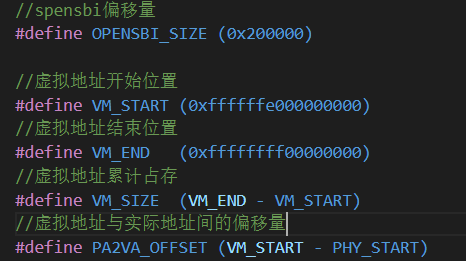 //spensbi偏移量
#define OPENSBI_SIZE (0x200000)
//虚拟地址开始位置
#define VM_START (0xffffffe000000000)
//虚拟地址结束位置
#define VM_END   (0xffffffff00000000)
//虚拟地址累计占存
#define VM_SIZE  (VM_END - VM_START)
//虚拟地址与实际地址间的偏移量
#define PA2VA_OFFSET (VM_START - PHY_START)